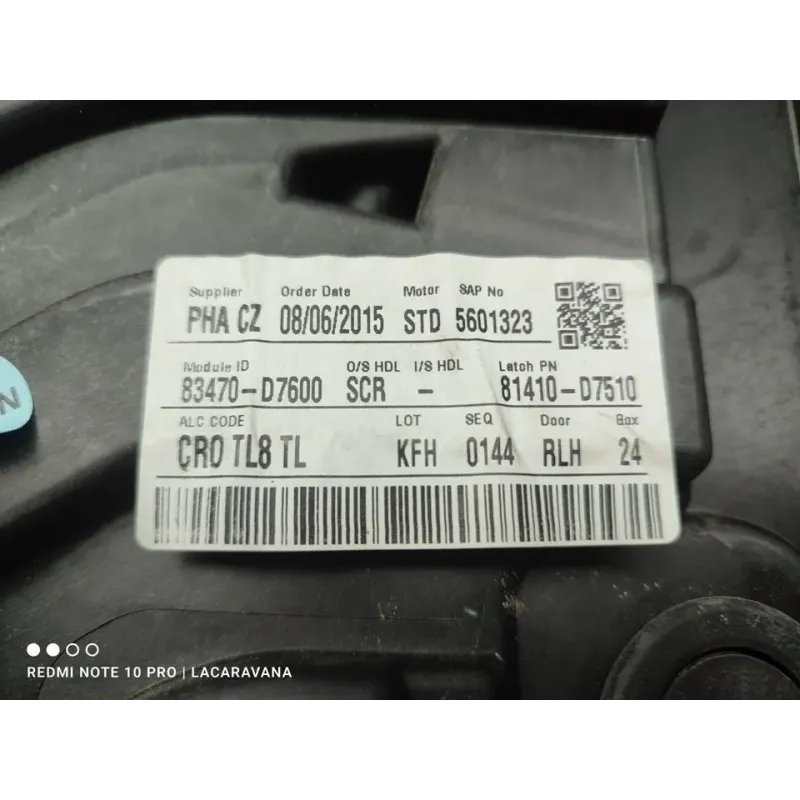 Supplier Order Date Motor SAP No
PHA CZ 08/06/2015 STD 5601323
Module ID O/S HDL I/S HDL Latch PN
83470-D7600 SCR - 81410-D7510
ALC CODE LOT SEQ Door Box
CRO TL8 TL KFH 0144 RLH 24
N
REDMI NOTE 10 PRO | LACARAVANA